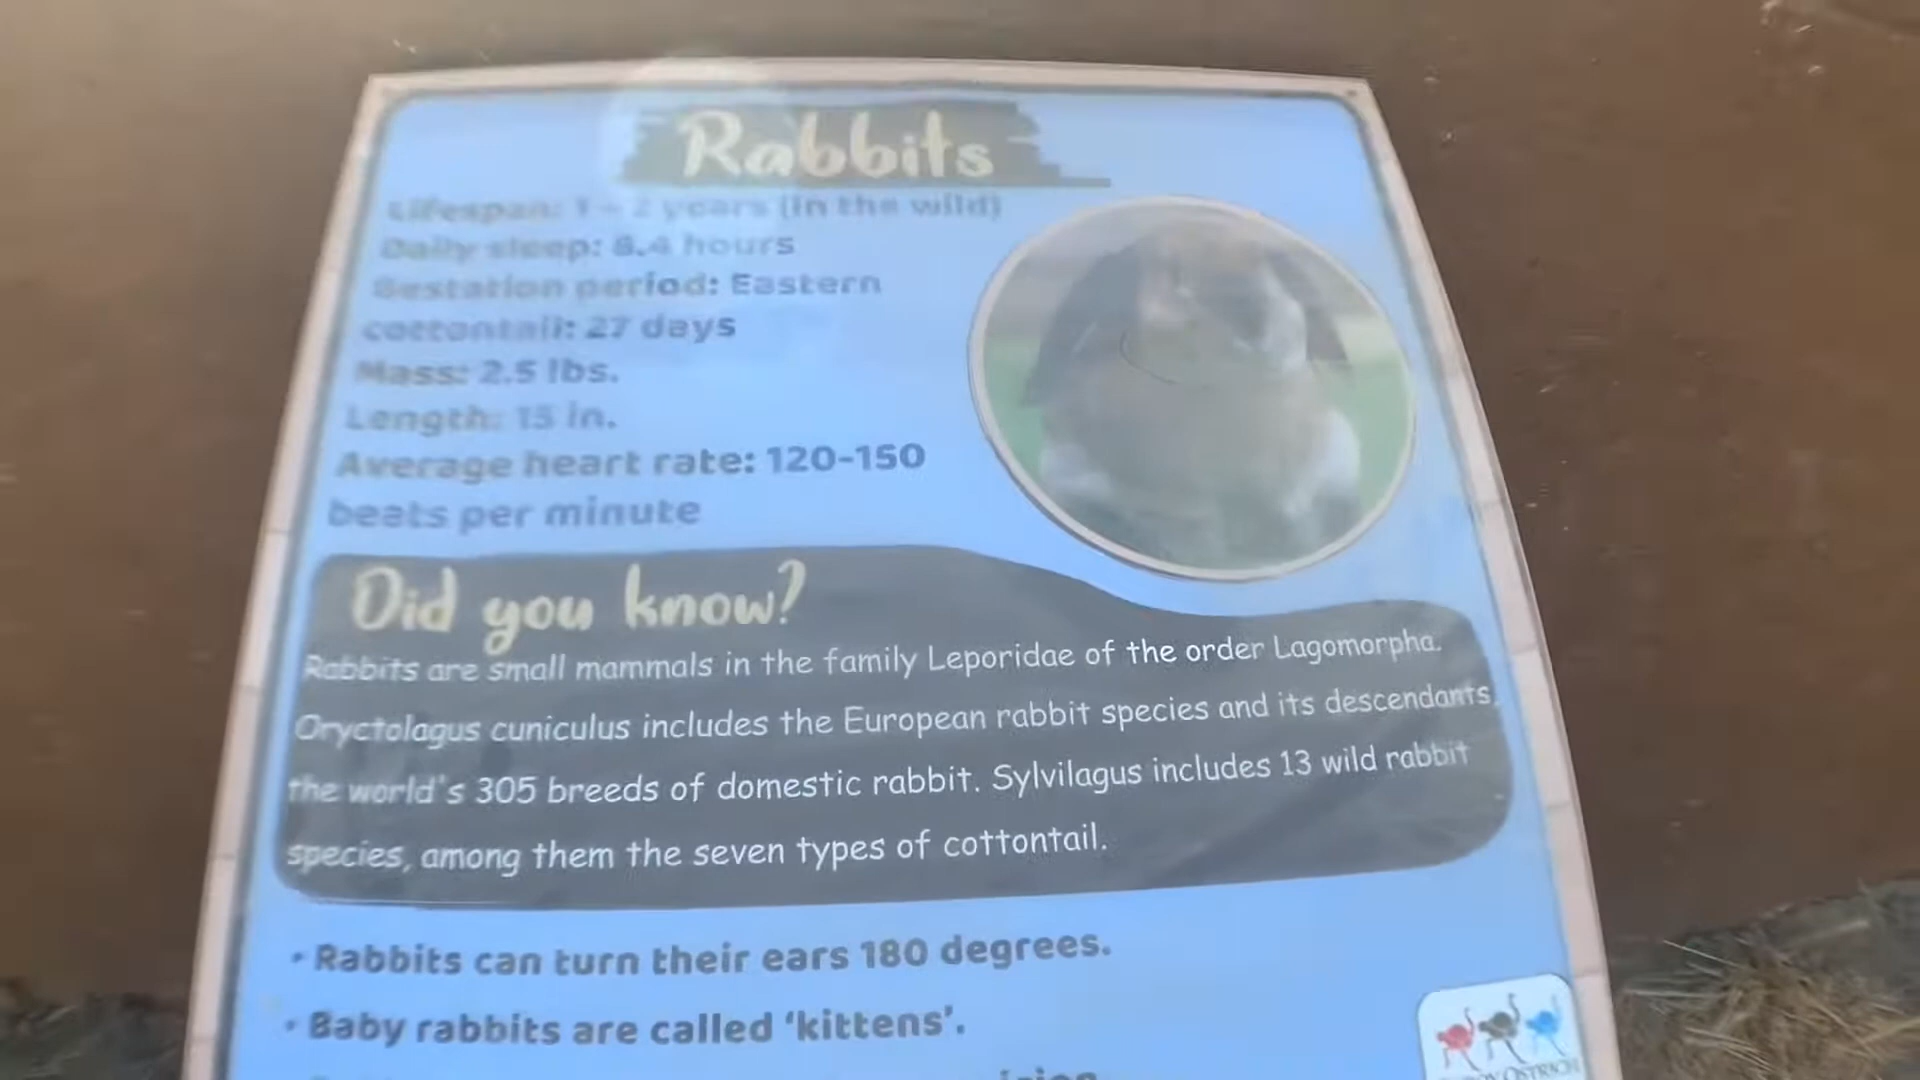 Rabbits
Lifespan: 1 - 2 years (in the wild)
Daily sleep: 8.4 hours
Gestation period: Eastern
cottontail: 27 days
Mass: 2.5 lbs.
Length: 15 in.
Average heart rate: 120-150
beats per minute
Did you know?
Rabbits are small mammals in the family Leporidae of the order Lagomorpha.
Oryctolagus cuniculus includes the European rabbit species and its descendants,
the world's 305 breeds of domestic rabbit. Sylvilagus includes 13 wild rabbit
species, among them the seven types of cottontail.
• Rabbits can turn their ears 180 degrees.
• Baby rabbits are called ‘kittens’.
OSTRICH